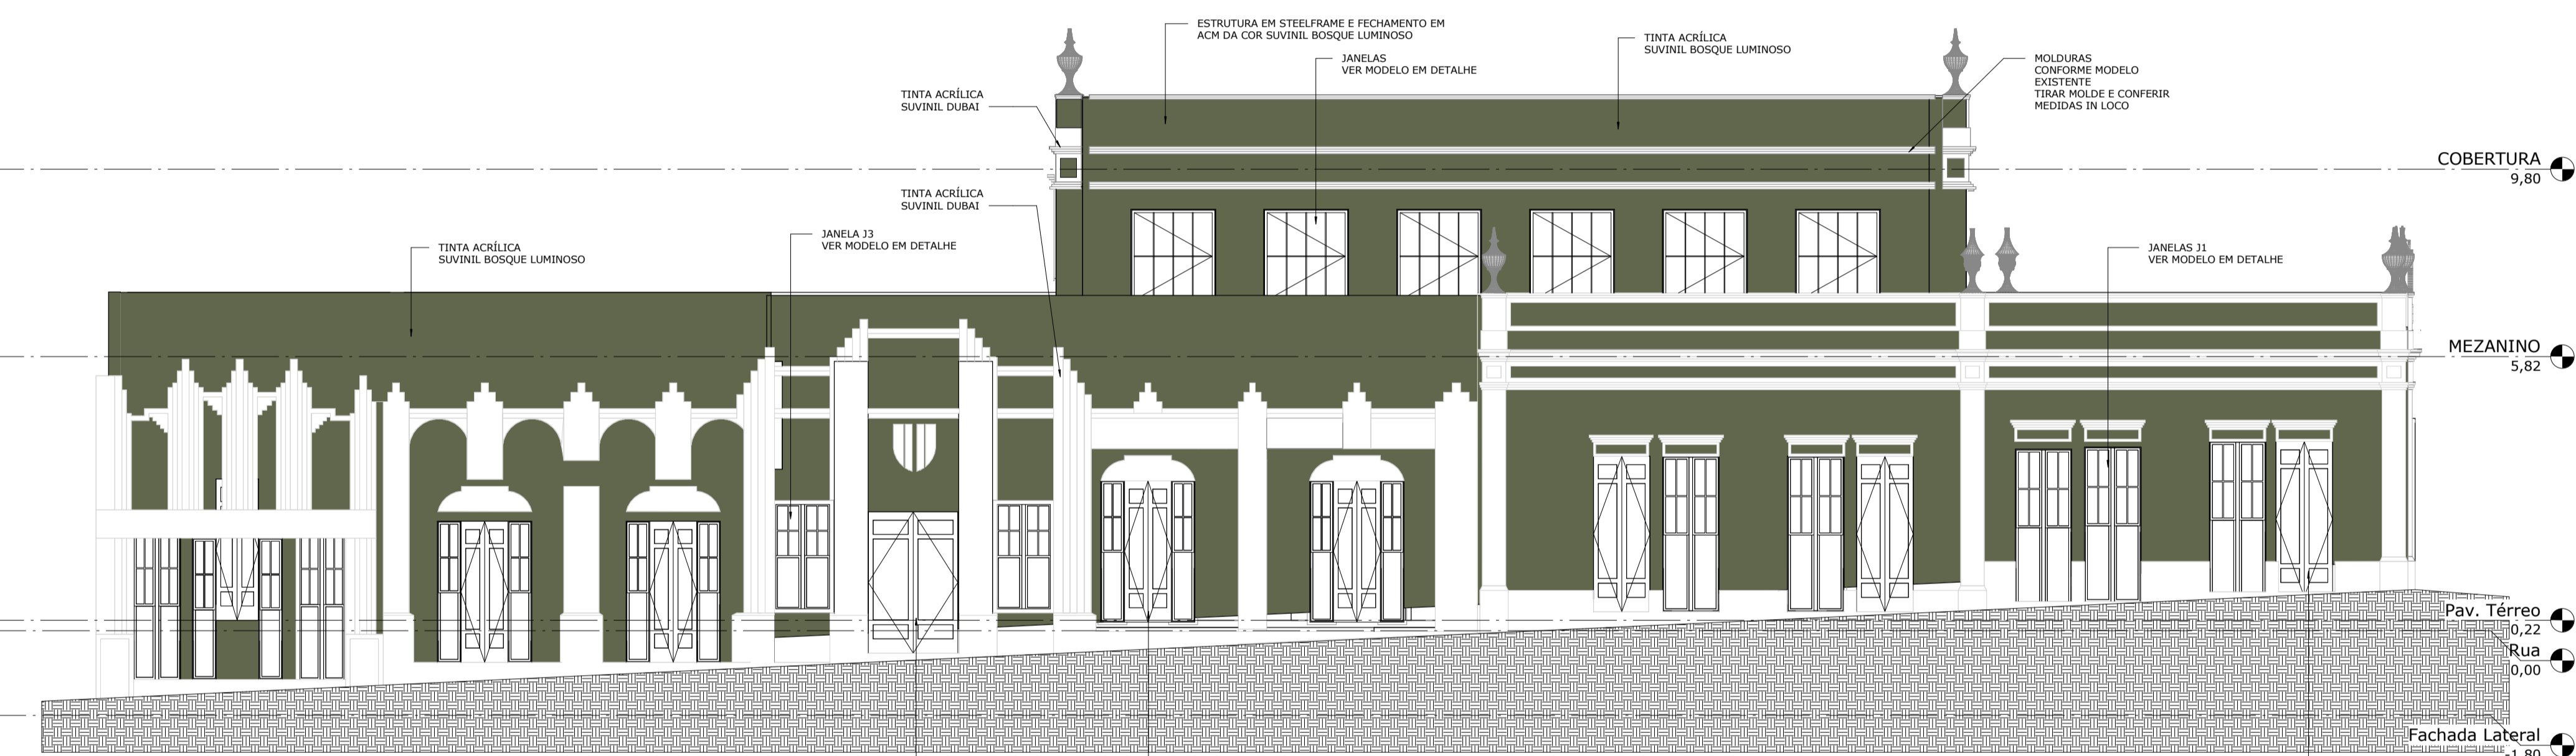 ESTRUTURA EM STEELFRAME E FECHAMENTO EM
ACM DA COR SUVINIL BOSQUE LUMINOSO
TINTA ACRÍLICA
SUVINIL BOSQUE LUMINOSO
JANELAS
VER MODELO EM DETALHE
MOLDURAS
CONFORME MODELO
EXISTENTE
TIRAR MOLDE E CONFERIR
MEDIDAS IN LOCO
TINTA ACRÍLICA
SUVINIL DUBAI
COBERTURA
9,80
TINTA ACRÍLICA
SUVINIL DUBAI
JANELA J3
VER MODELO EM DETALHE
TINTA ACRÍLICA
SUVINIL BOSQUE LUMINOSO
JANELAS J1
VER MODELO EM DETALHE
MEZANINO
5,82
Pav. Térreo
0,22
Rua
0,00
Fachada Lateral
-1,80